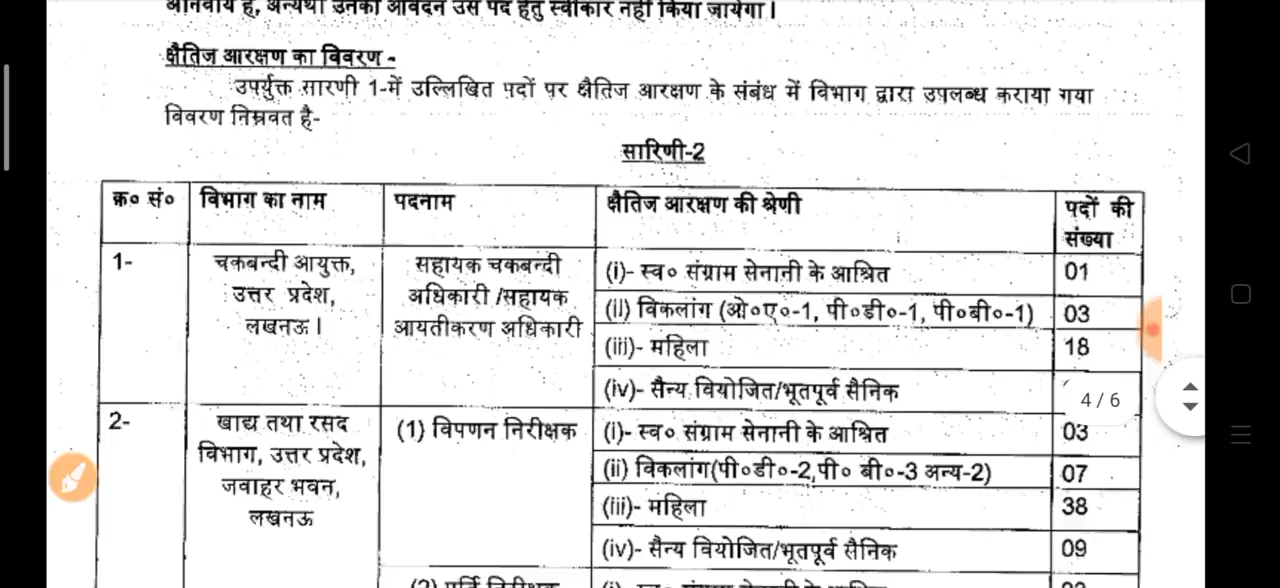 अनिवार्य है, अन्यथा उनका आवेदन उस पद हेतु स्वीकार नहीं किया जायेगा।
क्षैतिज आरक्षण का विवरण -
उपर्युक्त सारणी 1-में उल्लिखित पदों पर क्षैतिज आरक्षण के संबंध में विभाग द्वारा उपलब्ध कराया गया
विवरण निम्नवत है-
सारिणी-2
क्र० सं० विभाग का नाम पदनाम क्षैतिज आरक्षण की श्रेणी पदों की संख्या
1- चकबन्दी आयुक्त, सहायक चकबन्दी (i)- स्व० संग्राम सेनानी के आश्रित 01
उत्तर प्रदेश, अधिकारी /सहायक (ii) विकलांग (ओ०ए०-1, पी०डी०-1, पी०बी०-1) 03
लखनऊ। आयतीकरण अधिकारी (iii)- महिला 18
(iv)- सैन्य वियोजित/भूतपूर्व सैनिक
4 / 6
2- खाद्य तथा रसद (1) विपणन निरीक्षक (i)- स्व० संग्राम सेनानी के आश्रित 03
विभाग, उत्तर प्रदेश, (ii) विकलांग(पी०डी०-2,पी० बी०-3 अन्य-2) 07
जवाहर भवन, (iii)- महिला 38
लखनऊ (iv)- सैन्य वियोजित/भूतपूर्व सैनिक 09